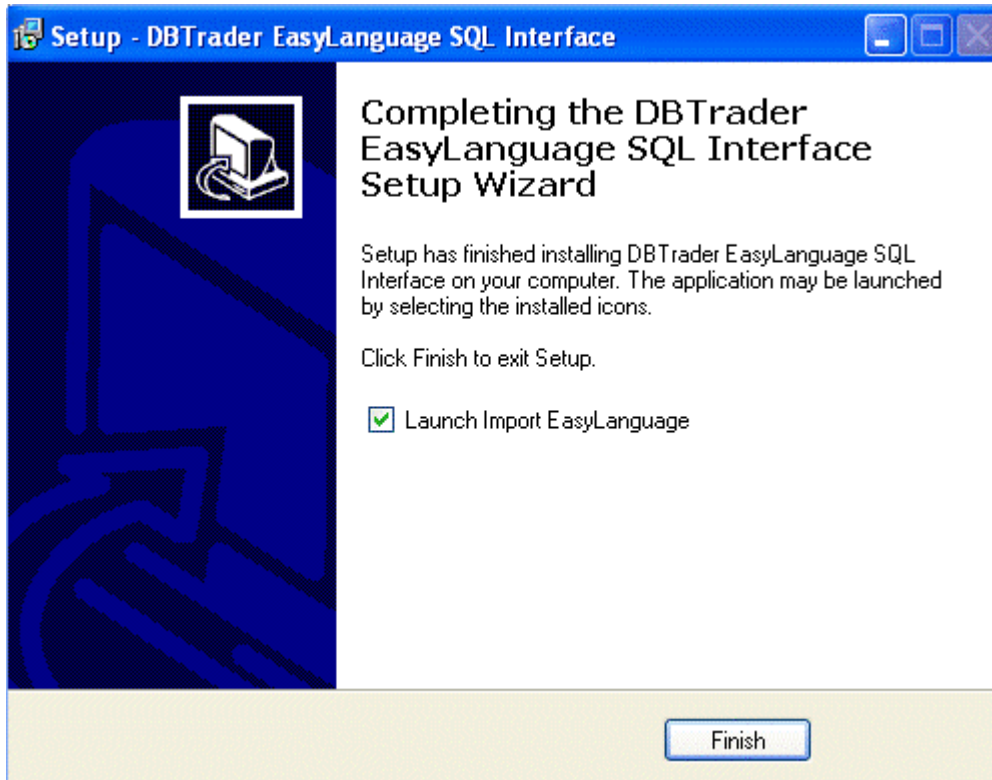 Setup - DBTrader EasyLanguage SQL Interface
Completing the DBTrader
EasyLanguage SQL Interface
Setup Wizard
Setup has finished installing DBTrader EasyLanguage SQL
Interface on your computer. The application may be launched
by selecting the installed icons.
Click Finish to exit Setup.
Launch Import EasyLanguage
Finish